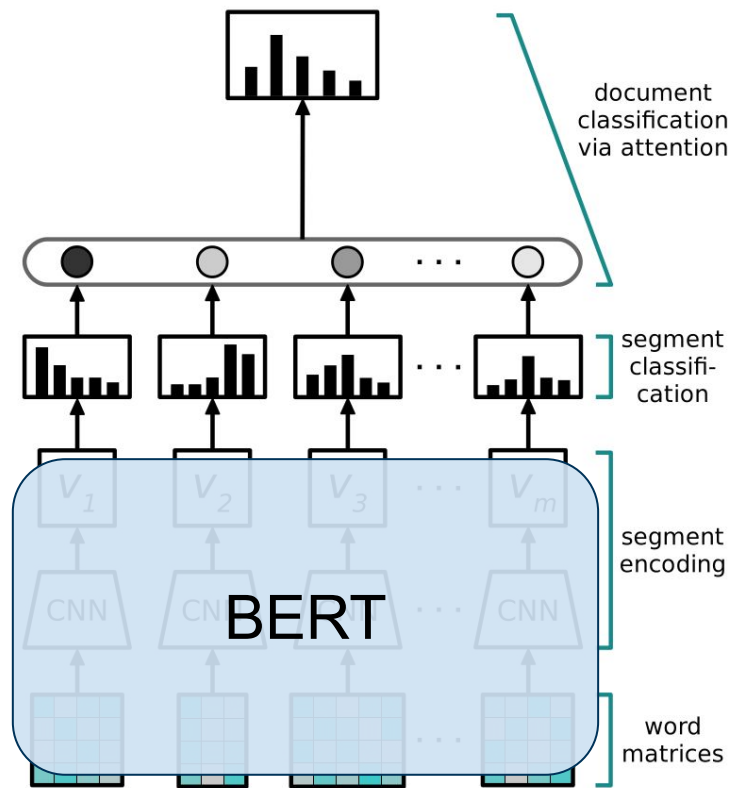 document
classification
via attention
. . .
segment
classifi-
cation
. . .
v1 v2 v3 . . . vm
segment
encoding
CNN CNN CNN . . . CNN
BERT
. . .
word
matrices